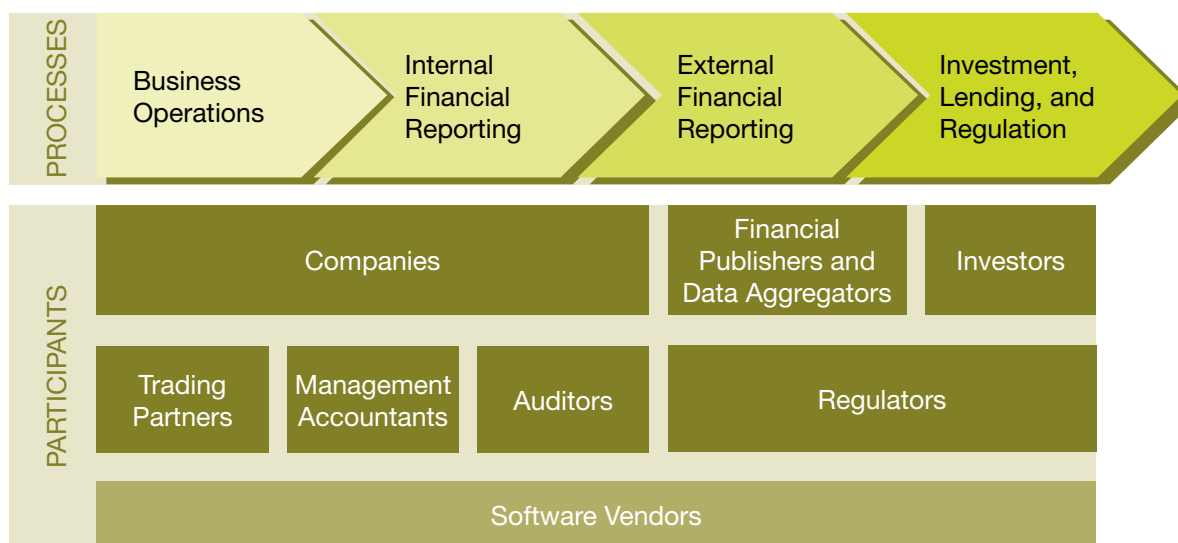 PROCESSES
Business
Operations
Internal
Financial
Reporting
External
Financial
Reporting
Investment,
Lending, and
Regulation
PARTICIPANTS
Companies
Financial
Publishers and
Data Aggregators
Investors
Trading
Partners
Management
Accountants
Auditors
Regulators
Software Vendors